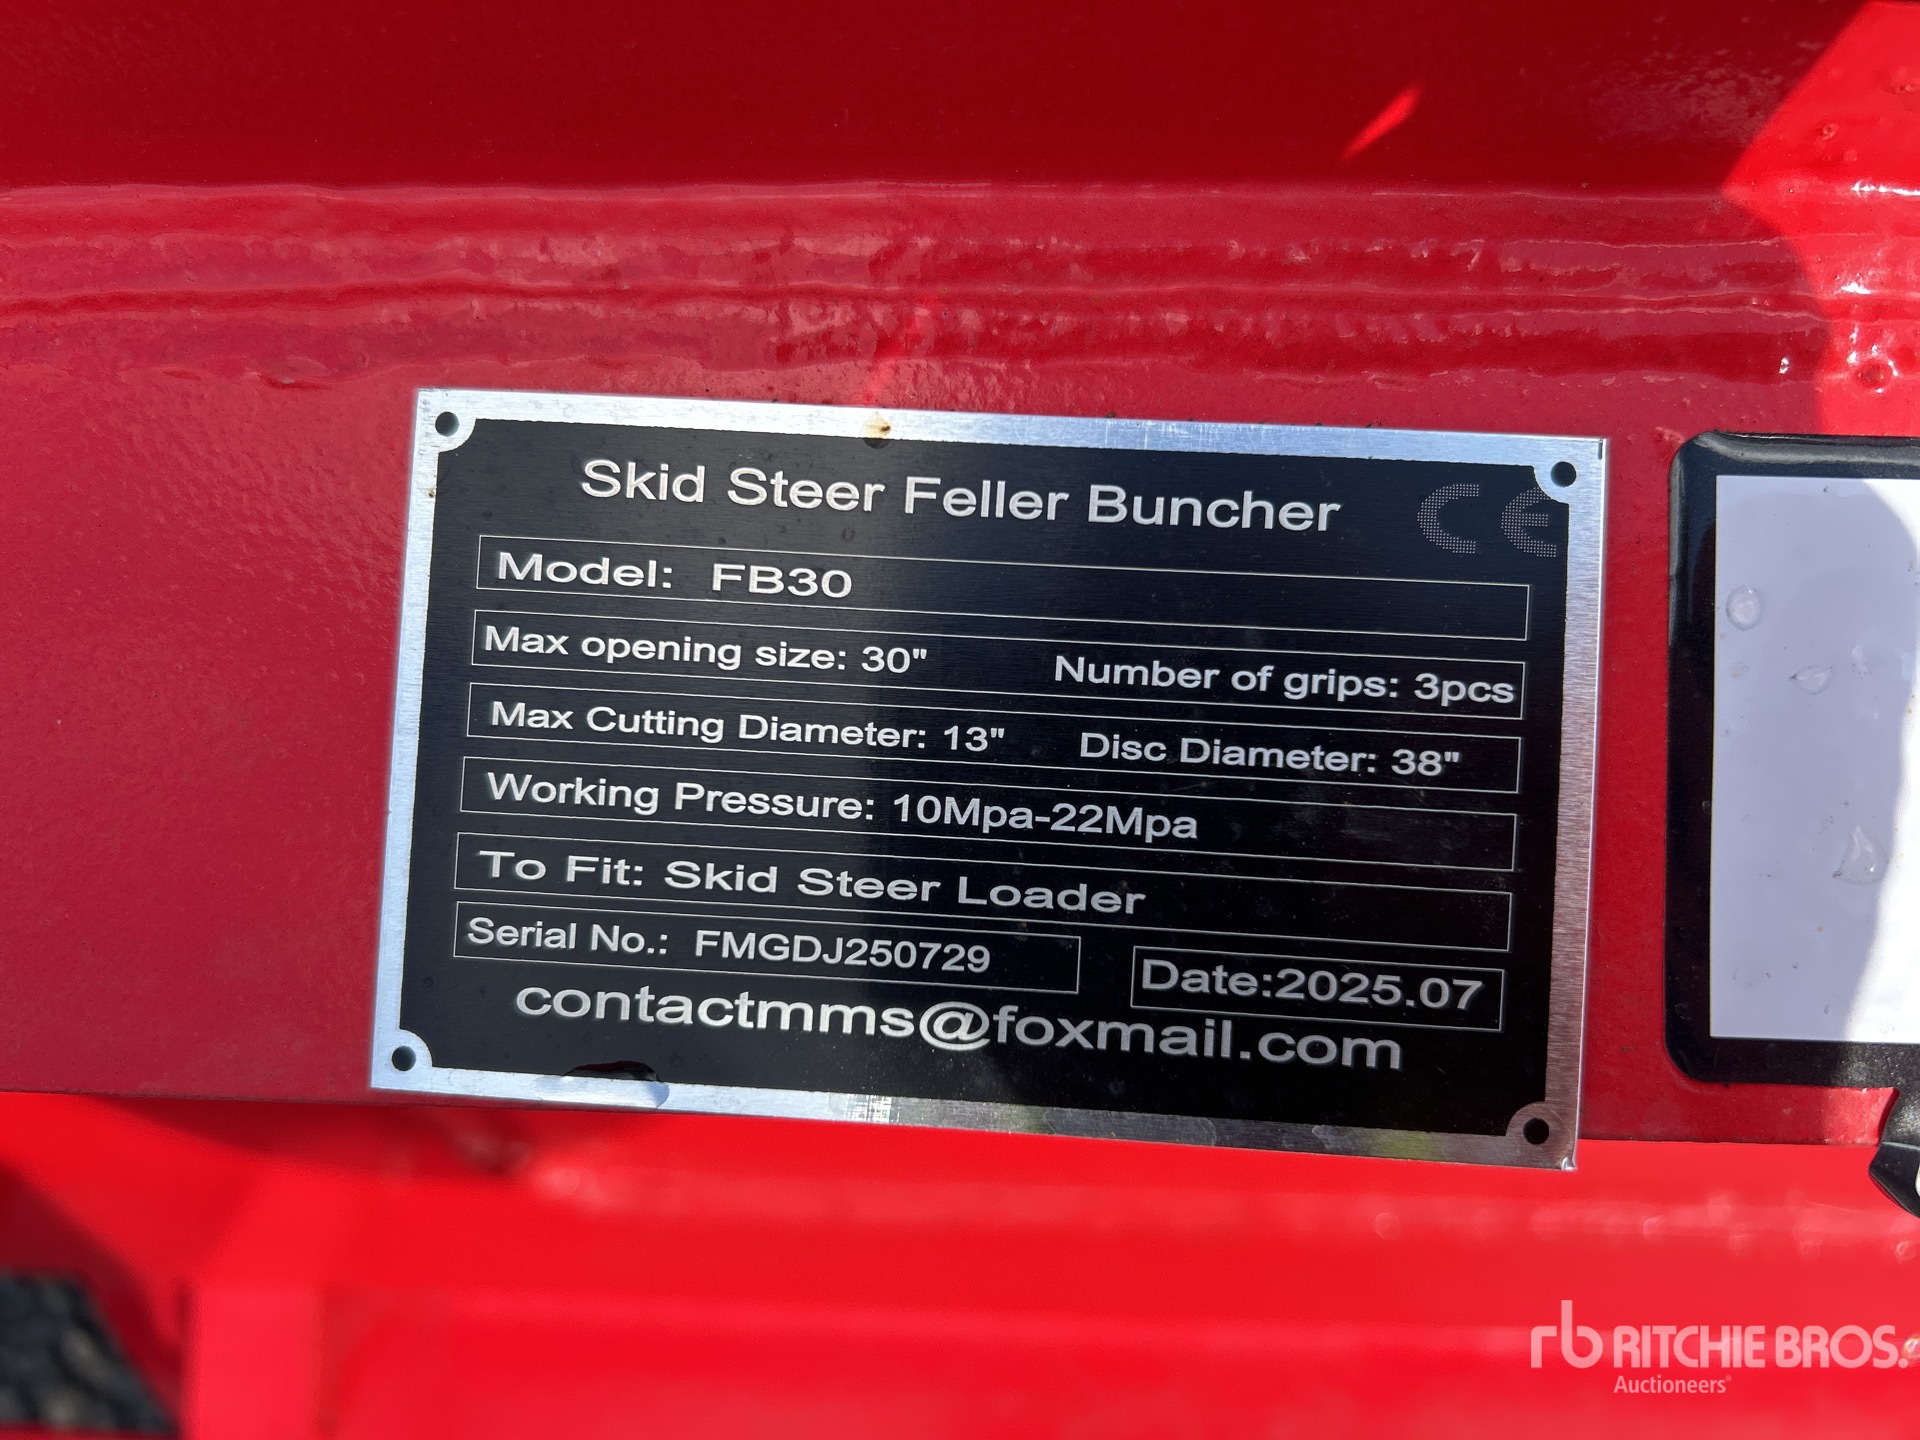 Skid Steer Feller Buncher CE
Model: FB30
Max opening size: 30" Number of grips: 3pcs
Max Cutting Diameter: 13" Disc Diameter: 38"
Working Pressure: 10Mpa-22Mpa
To Fit: Skid Steer Loader
Serial No.: FMGDJ250729 Date:2025.07
contactmms@foxmail.com
rb RITCHIE BROS.
Auctioneers